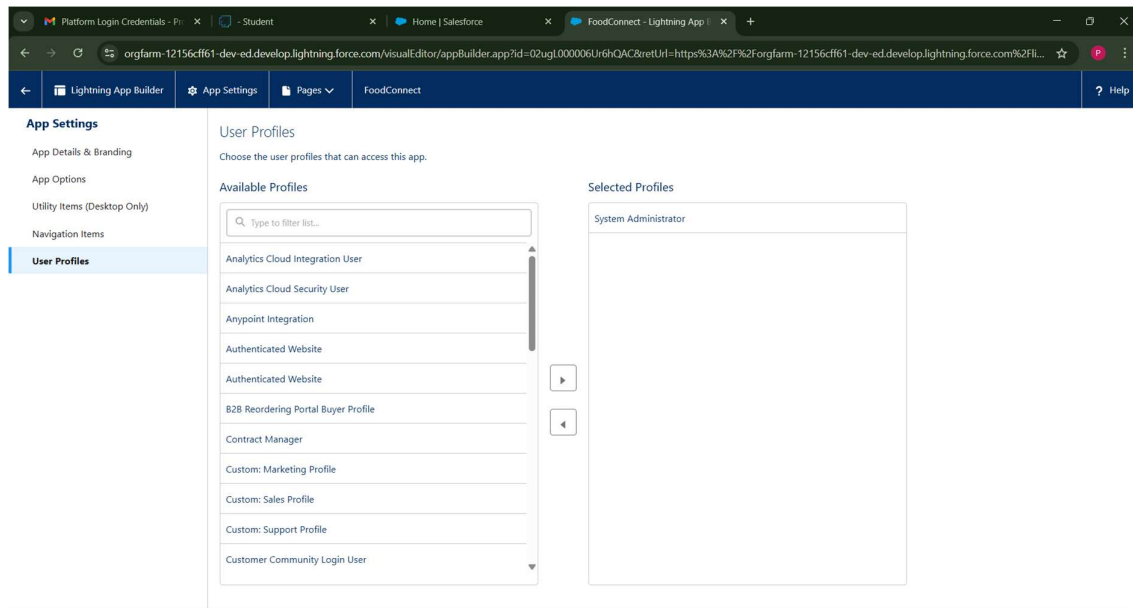 Platform Login Credentials - Pr
- Student
Home | Salesforce
FoodConnect - Lightning App B
orgfarm-12156cff61-dev-ed.develop.lightning.force.com/visualEditor/appBuilder.app?id=02ugL000006Ur6hQAC&retUrl=https%3A%2F%2Forgfarm-12156cff61-dev-ed.develop.lightning.force.com%2Fli...
P
Lightning App Builder
App Settings
Pages
FoodConnect
? Help
App Settings
App Details & Branding
App Options
Utility Items (Desktop Only)
Navigation Items
User Profiles
User Profiles
Choose the user profiles that can access this app.
Available Profiles
Type to filter list...
Analytics Cloud Integration User
Analytics Cloud Security User
Anypoint Integration
Authenticated Website
Authenticated Website
B2B Reordering Portal Buyer Profile
Contract Manager
Custom: Marketing Profile
Custom: Sales Profile
Custom: Support Profile
Customer Community Login User
Selected Profiles
System Administrator